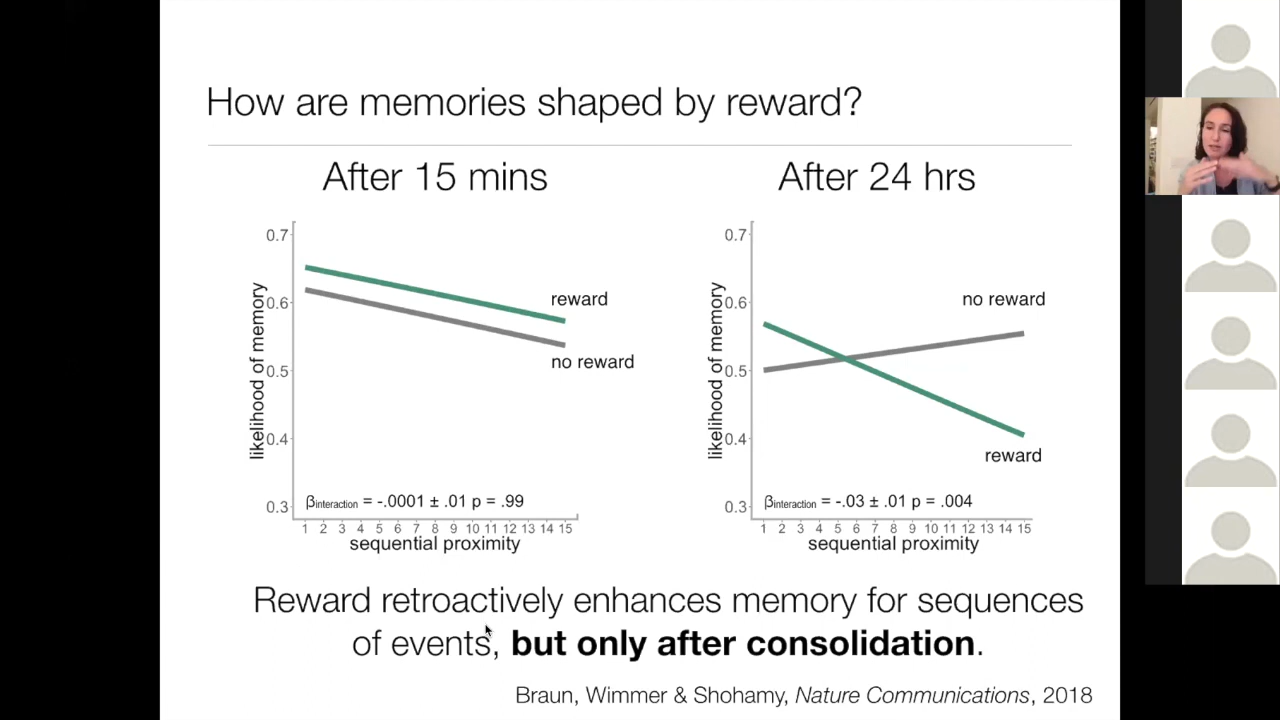 How are memories shaped by reward?
After 15 mins
likelihood of memory
0.7
0.6
0.5
0.4
0.3
reward
no reward
βinteraction = -.0001 ± .01 p = .99
1 2 3 4 5 6 7 8 9 10 11 12 13 14 15
sequential proximity
After 24 hrs
likelihood of memory
0.7
0.6
0.5
0.4
0.3
no reward
reward
βinteraction = -.03 ± .01 p = .004
1 2 3 4 5 6 7 8 9 10 11 12 13 14 15
sequential proximity
Reward retroactively enhances memory for sequences
of events, but only after consolidation.
Braun, Wimmer & Shohamy, Nature Communications, 2018